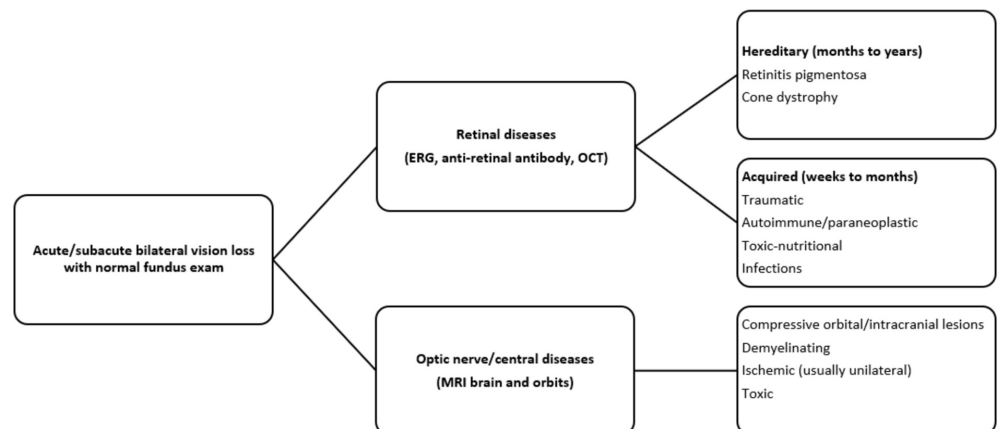 Acute/subacute bilateral vision loss
with normal fundus exam
Retinal diseases
(ERG, anti-retinal antibody, OCT)
Hereditary (months to years)
Retinitis pigmentosa
Cone dystrophy
Acquired (weeks to months)
Traumatic
Autoimmune/paraneoplastic
Toxic-nutritional
Infections
Optic nerve/central diseases
(MRI brain and orbits)
Compressive orbital/intracranial lesions
Demyelinating
Ischemic (usually unilateral)
Toxic